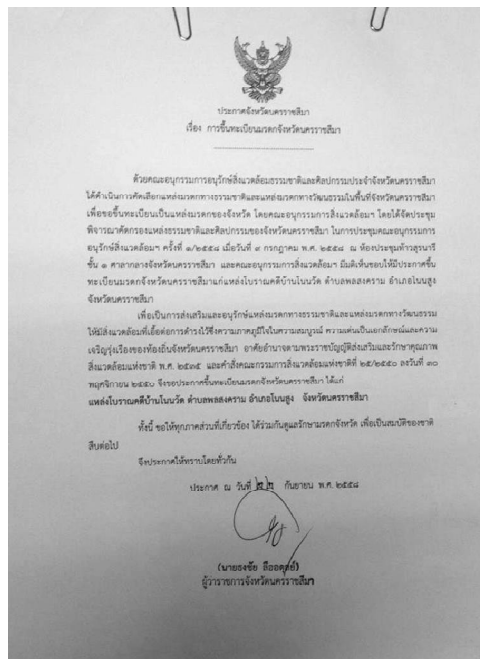 ประกาศจังหวัดนครราชสีมา
เรื่อง การขึ้นทะเบียนมรดกจังหวัดนครราชสีมา
ด้วยคณะอนุกรรมการอนุรักษ์สิ่งแวดล้อมธรรมชาติและศิลปกรรมประจำจังหวัดนครราชสีมา
ได้ดำเนินการคัดเลือกแหล่งมรดกทางธรรมชาติและแหล่งมรดกทางวัฒนธรรมในพื้นที่จังหวัดนครราชสีมา
เพื่อขอขึ้นทะเบียนเป็นแหล่งมรดกของจังหวัด โดยคณะอนุกรรมการสิ่งแวดล้อมฯ ได้จัดประชุม
พิจารณาคัดกรองแหล่งธรรมชาติและศิลปกรรมของจังหวัดนครราชสีมา ในการประชุมคณะอนุกรรมการ
อนุรักษ์สิ่งแวดล้อมฯ ครั้งที่ ๑/๒๕๕๘ เมื่อวันที่ ๙ กรกฎาคม พ.ศ. ๒๕๕๘ ณ ห้องประชุมท้าวสุรนารี
ชั้น ๑ ศาลากลางจังหวัดนครราชสีมา และคณะอนุกรรมการสิ่งแวดล้อมฯ มีมติเห็นชอบให้มีประกาศขึ้น
ทะเบียนมรดกจังหวัดนครราชสีมาแก่แหล่งโบราณคดีบ้านโนนวัด ตำบลพลสงคราม อำเภอโนนสูง
จังหวัดนครราชสีมา
เพื่อเป็นการส่งเสริมและอนุรักษ์แหล่งมรดกทางธรรมชาติและแหล่งมรดกทางวัฒนธรรม
ให้มีสิ่งแวดล้อมที่เอื้อต่อการดำรงไว้ซึ่งความภาคภูมิใจในความสมบูรณ์ ความเด่นเป็นเอกลักษณ์และความ
เจริญรุ่งเรืองของท้องถิ่นจังหวัดนครราชสีมา อาศัยอำนาจตามพระราชบัญญัติส่งเสริมและรักษาคุณภาพ
สิ่งแวดล้อมแห่งชาติ พ.ศ. ๒๕๓๕ และคำสั่งคณะกรรมการสิ่งแวดล้อมแห่งชาติที่ ๒๕/๒๕๕๐ ลงวันที่ ๓๐
พฤศจิกายน ๒๕๕๐ จึงขอประกาศขึ้นทะเบียนมรดกจังหวัดนครราชสีมา ได้แก่
แหล่งโบราณคดีบ้านโนนวัด ตำบลพลสงคราม อำเภอโนนสูง จังหวัดนครราชสีมา
ทั้งนี้ ขอให้ทุกภาคส่วนที่เกี่ยวข้อง ได้ร่วมกันดูแลรักษามรดกจังหวัด เพื่อเป็นสมบัติของชาติ
สืบต่อไป
จึงประกาศให้ทราบโดยทั่วกัน
ประกาศ ณ วันที่ ๒๒ กันยายน พ.ศ. ๒๕๕๘
(นายธงชัย ลืออดุลย์)
ผู้ว่าราชการจังหวัดนครราชสีมา